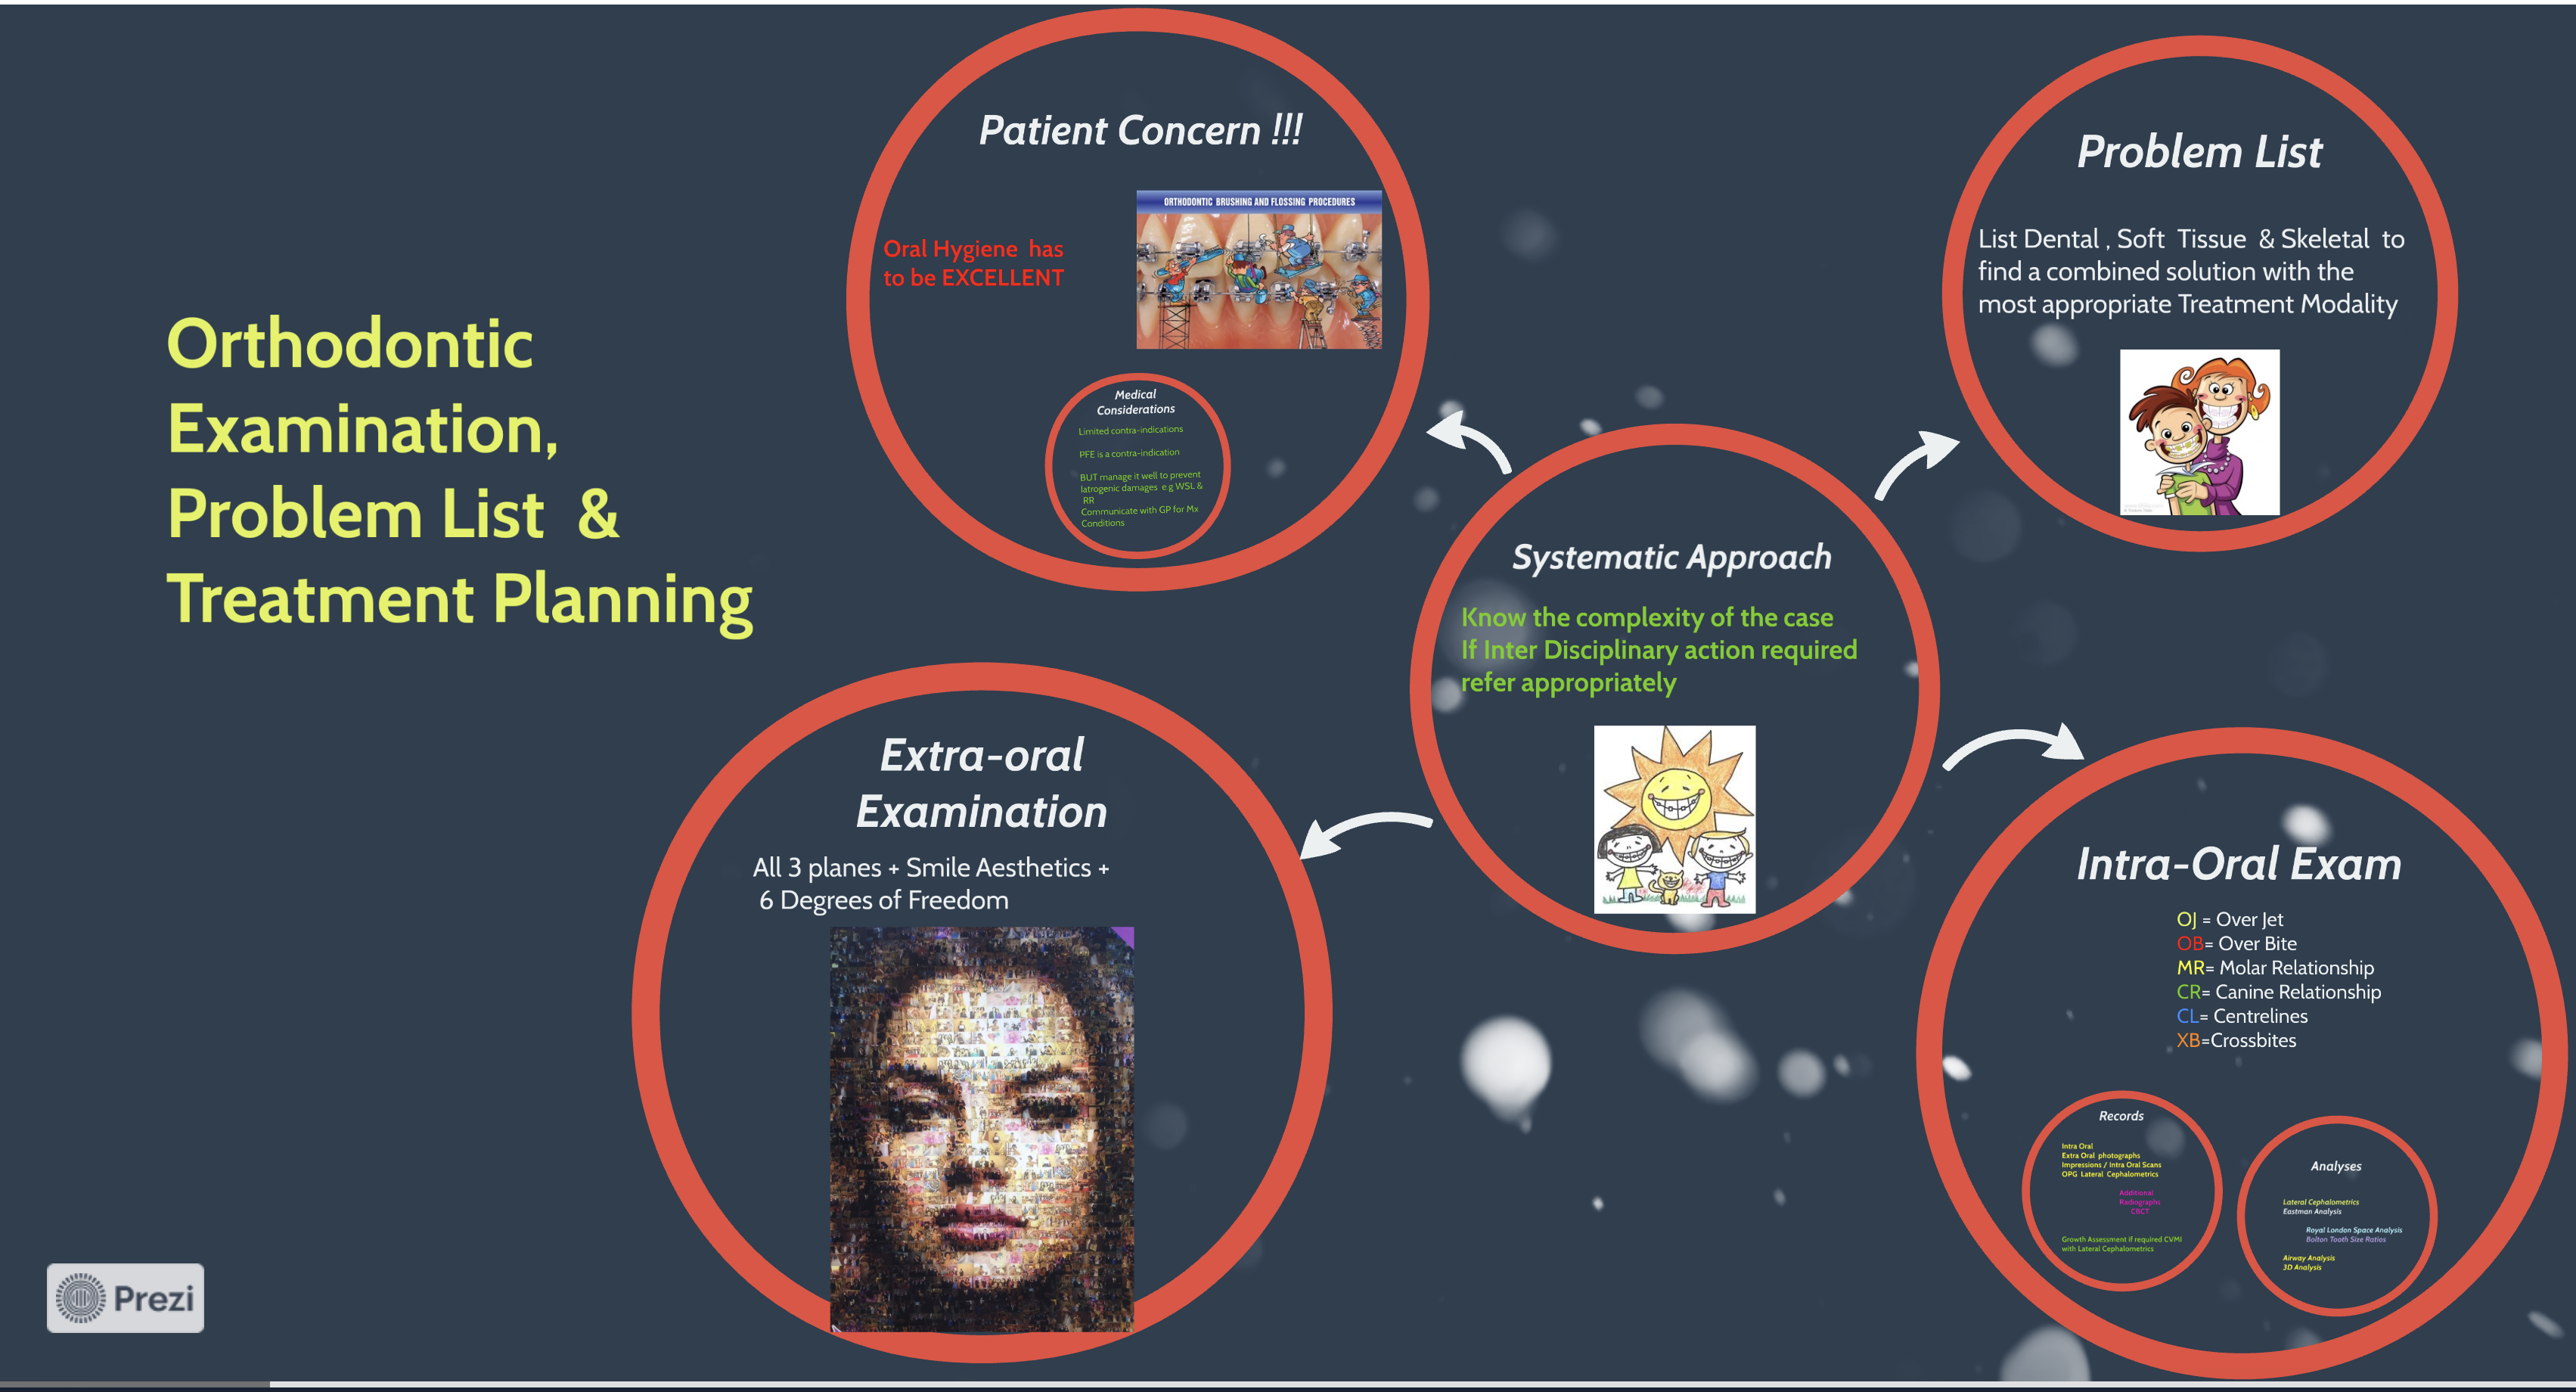 Orthodontic
Examination,
Problem List &
Treatment Planning
Patient Concern !!!
Oral Hygiene has
to be EXCELLENT
ORTHODONTIC BRUSHING AND FLOSSING PROCEDURES
Medical
Considerations
Limited contra-indications
PFE is a contra-indication
BUT manage it well to prevent
Iatrogenic damages e.g WSL &
RR
Communicate with GP for Mx
Conditions
Problem List
List Dental , Soft Tissue & Skeletal to
find a combined solution with the
most appropriate Treatment Modality
Systematic Approach
Know the complexity of the case
If Inter Disciplinary action required
refer appropriately
Extra-oral
Examination
All 3 planes + Smile Aesthetics +
6 Degrees of Freedom
Intra-Oral Exam
OJ = Over Jet
OB= Over Bite
MR= Molar Relationship
CR= Canine Relationship
CL= Centrelines
XB=Crossbites
Records
Intra Oral
Extra Oral photographs
Impressions / Intra Oral Scans
OPG Lateral Cephalometrics
Additional
Radiographs
CBCT
Growth Assessment if required CVMI
with Lateral Cephalometrics
Analyses
Lateral Cephalometrics
Eastman Analysis
Royal London Space Analysis
Bolton Tooth Size Ratios
Airway Analysis
3D Analysis
Prezi